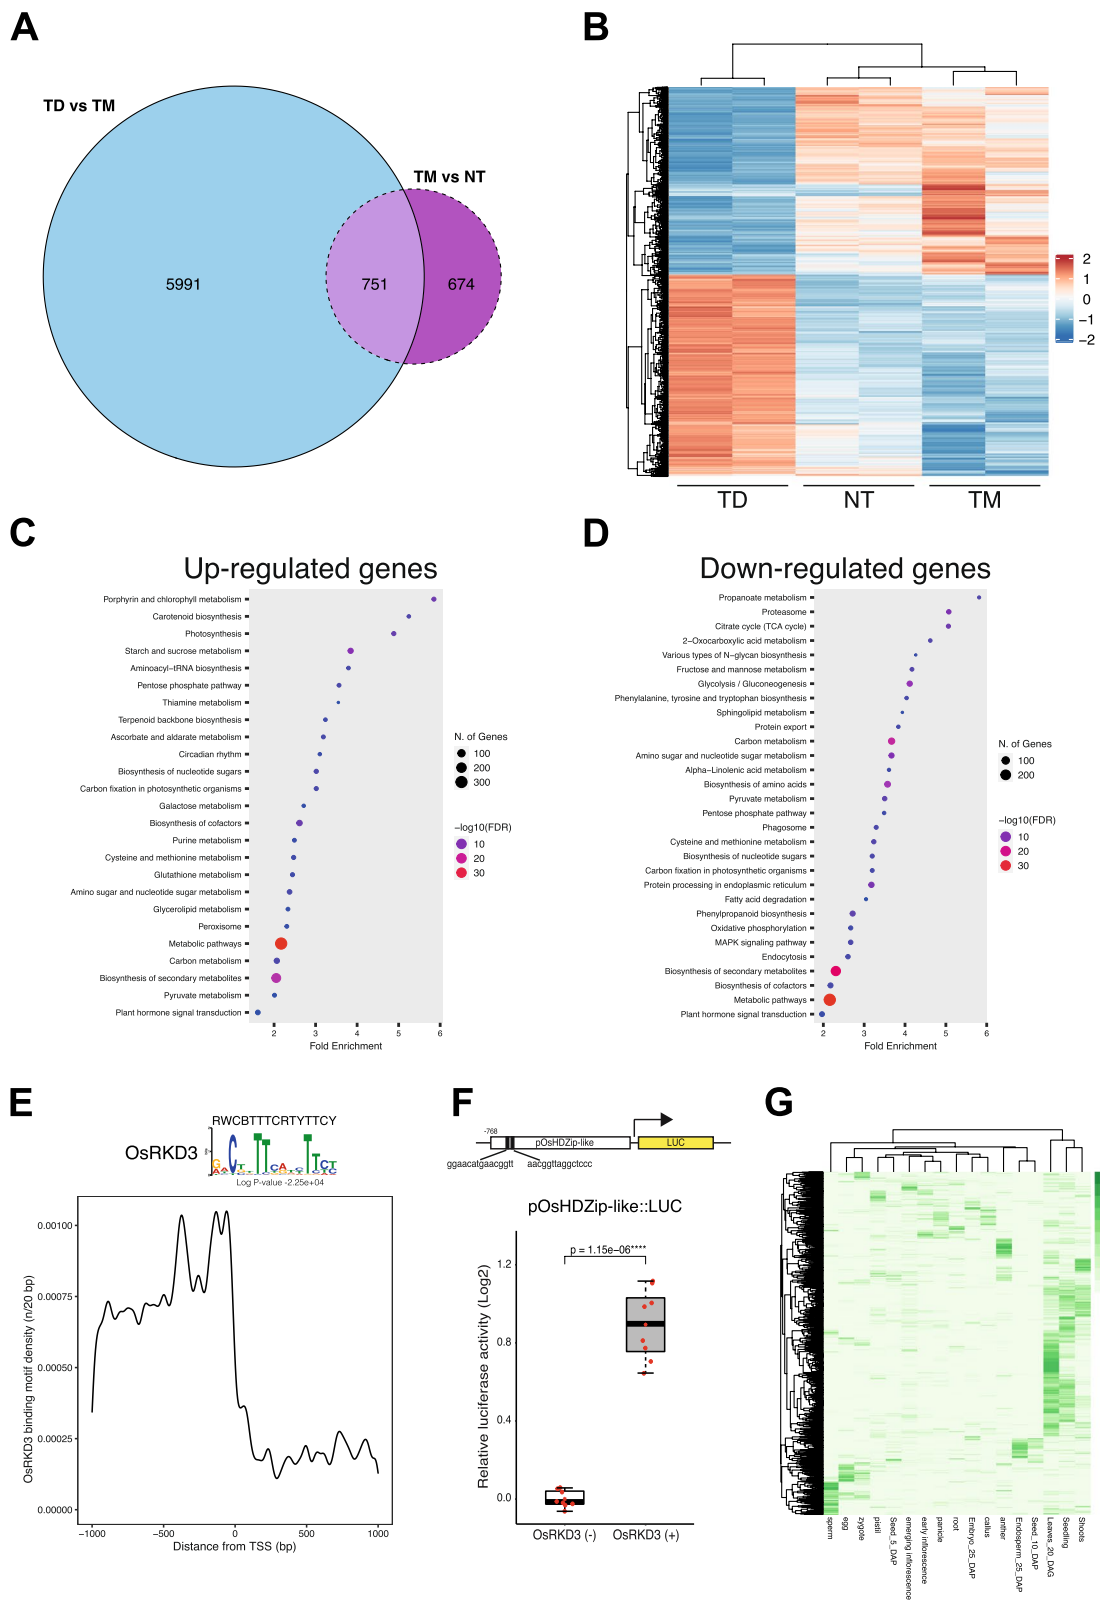 A
TD vs TM
TM vs NT
5991
751
674
B
2
1
0
−1
−2
TD
NT
TM
C
Up-regulated genes
Porphyrin and chlorophyll metabolism
Carotenoid biosynthesis
Photosynthesis
Starch and sucrose metabolism
Aminoacyl−tRNA biosynthesis
Pentose phosphate pathway
Thiamine metabolism
Terpenoid backbone biosynthesis
Ascorbate and aldarate metabolism
Circadian rhythm
Biosynthesis of nucleotide sugars
Carbon fixation in photosynthetic organisms
Galactose metabolism
Biosynthesis of cofactors
Purine metabolism
Cysteine and methionine metabolism
Glutathione metabolism
Amino sugar and nucleotide sugar metabolism
Glycerolipid metabolism
Peroxisome
Metabolic pathways
Carbon metabolism
Biosynthesis of secondary metabolites
Pyruvate metabolism
Plant hormone signal transduction
2
3
4
5
6
Fold Enrichment
N. of Genes
100
200
300
−log10(FDR)
10
20
30
D
Down-regulated genes
Propanoate metabolism
Proteasome
Citrate cycle (TCA cycle)
2−Oxocarboxylic acid metabolism
Various types of N−glycan biosynthesis
Fructose and mannose metabolism
Glycolysis / Gluconeogenesis
Phenylalanine, tyrosine and tryptophan biosynthesis
Sphingolipid metabolism
Protein export
Carbon metabolism
Amino sugar and nucleotide sugar metabolism
Alpha−Linolenic acid metabolism
Biosynthesis of amino acids
Pyruvate metabolism
Pentose phosphate pathway
Phagosome
Cysteine and methionine metabolism
Biosynthesis of nucleotide sugars
Carbon fixation in photosynthetic organisms
Protein processing in endoplasmic reticulum
Fatty acid degradation
Phenylpropanoid biosynthesis
Oxidative phosphorylation
MAPK signaling pathway
Endocytosis
Biosynthesis of secondary metabolites
Biosynthesis of cofactors
Metabolic pathways
Plant hormone signal transduction
2
3
4
5
6
Fold Enrichment
N. of Genes
100
200
−log10(FDR)
10
20
30
E
RWCBTTTCRTYTTCY
OsRKD3
Log P-value -2.25e+04
OsRKD3 binding motif density (n/20 bp)
0.00100
0.00075
0.00050
0.00025
0.00000
−1000
−500
0
500
1000
Distance from TSS (bp)
F
-768
pOsHDZip-like
LUC
ggaacatgaacggtt
aacggttaggctccc
pOsHDZip-like::LUC
p = 1.15e−06****
Relative luciferase activity (Log2)
1.2
0.8
0.4
0.0
OsRKD3 (-)
OsRKD3 (+)
G
sperm
egg
zygote
pistil
Seed_5_DAP
emerging inflorescence
early inflorescence
panicle
root
Embryo_25_DAP
callus
anther
Endosperm_25_DAP
Seed_10_DAP
Leaves_20_DAG
Seedling
Shoots